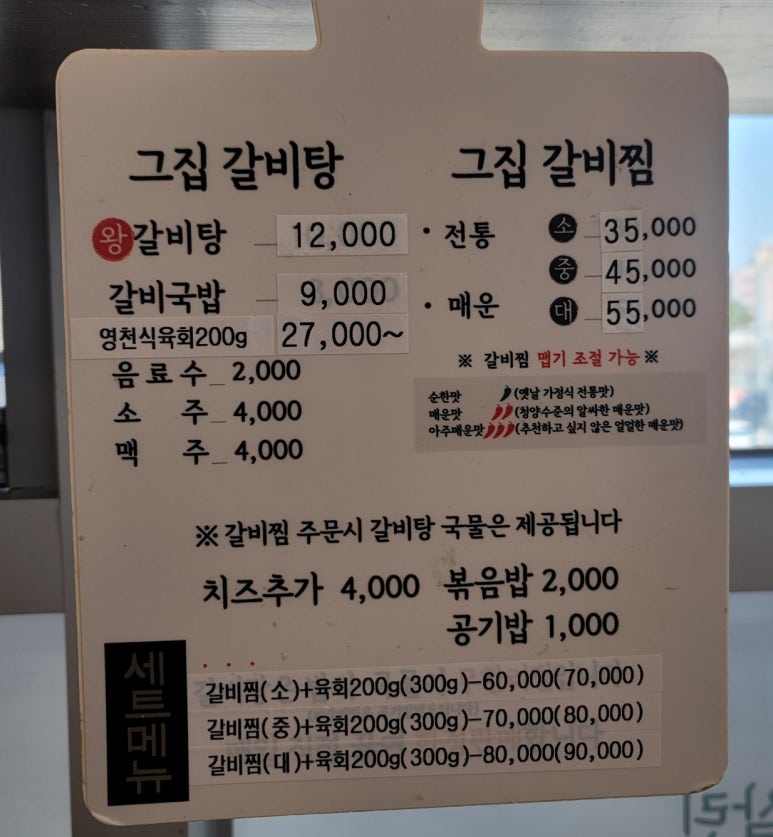 그집 갈비탕
왕갈비탕 12,000
갈비국밥 9,000
영천식육회200g 27,000~
음료수 2,000
소 주 4,000
맥 주 4,000
그집 갈비찜
· 전통 소 35,000
중 45,000
· 매운 대 55,000
※ 갈비찜 맵기 조절 가능 ※
순한맛 (옛날 가정식 전통맛)
매운맛 (청양수준의 알싸한 매운맛)
아주매운맛 (추천하고 싶지 않은 얼얼한 매운맛)
※ 갈비찜 주문시 갈비탕 국물은 제공됩니다
치즈추가 4,000 볶음밥 2,000
공기밥 1,000
세트메뉴
갈비찜(소)+육회200g(300g)-60,000(70,000)
갈비찜(중)+육회200g(300g)-70,000(80,000)
갈비찜(대)+육회200g(300g)-80,000(90,000)